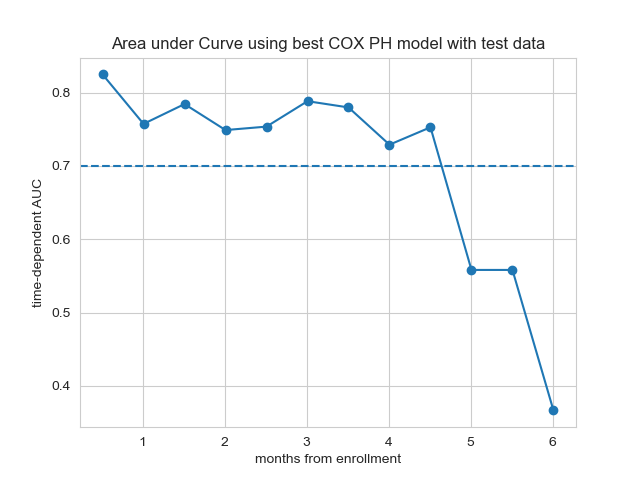 Area under Curve using best COX PH model with test data
time-dependent AUC
0.8
0.7
0.6
0.5
0.4
1 2 3 4 5 6
months from enrollment